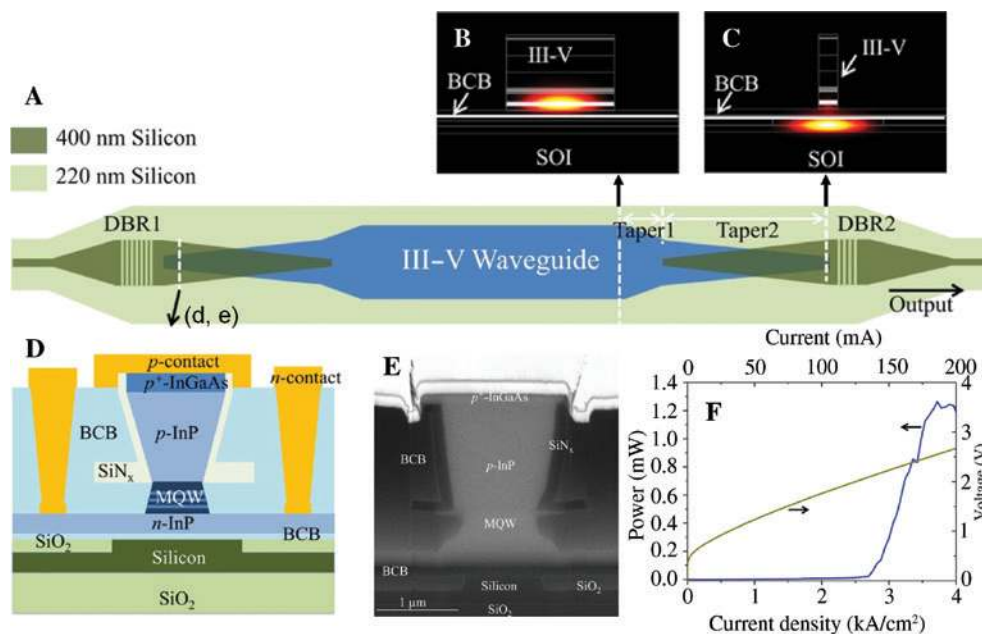 B
III-V
BCB
SOI
C
III-V
BCB
SOI
A
400 nm Silicon
220 nm Silicon
DBR1
III-V Waveguide
Taper1
Taper2
DBR2
Output
(d, e)
D
p-contact
n-contact
p⁺-InGaAs
BCB
p-InP
SiNₓ
MQW
n-InP
SiO₂
BCB
Silicon
SiO₂
E
p⁺-InGaAs
BCB
SiNₓ
p-InP
MQW
BCB
Silicon
SiO₂
1 μm
SiO₂
Current (mA)
0 50 100 150 200
F
1.4
1.2
1.0
0.8
0.6
0.4
0.2
0.0
Power (mW)
4
3
2
1
0
Voltage (V)
0 1 2 3 4
Current density (kA/cm²)